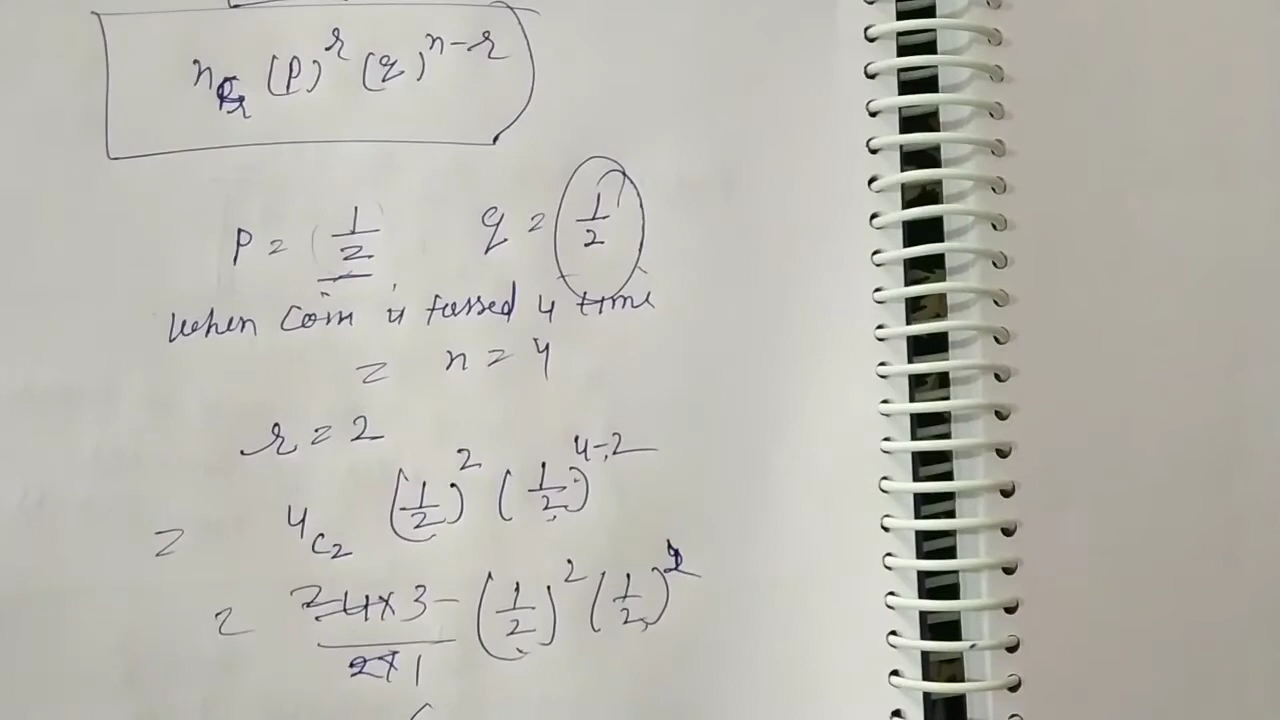 nCr (p)^r (q)^n-r
p = 1/2 q = 1/2
When coin is tossed 4 time
= n = 4
r = 2
= 4C2 (1/2)^2 (1/2)^4-2
= 2 4×3 / 2×1 (1/2)^2 (1/2)^2